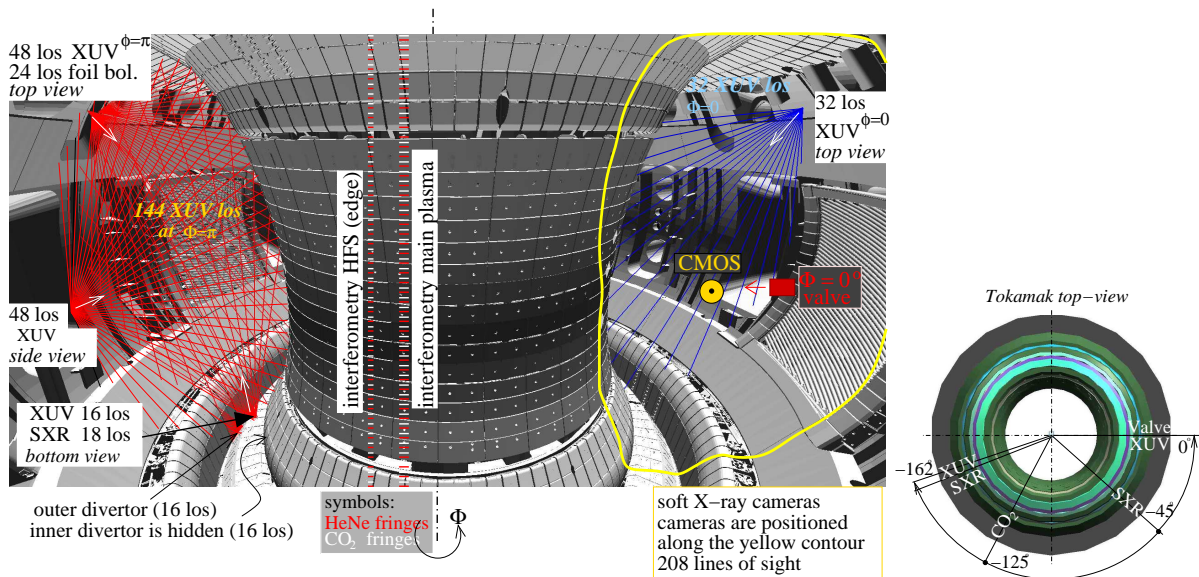 48 los XUV^ϕ=π
24 los foil bol.
top view
32 XUV los
Φ=0
32 los
XUV^ϕ=0
top view
144 XUV los
at Φ=π
interferometry HFS (edge)
interferometry main plasma
CMOS
Φ = 0°
valve
48 los
XUV
side view
XUV 16 los
SXR 18 los
bottom view
outer divertor (16 los)
inner divertor is hidden (16 los)
symbols:
HeNe fringes
CO₂ fringes
Φ
soft X−ray cameras
cameras are positioned
along the yellow contour
208 lines of sight
Tokamak top−view
Valve
XUV
0°
−162
XUV
SXR
SXR
−45°
CO₂
−125°